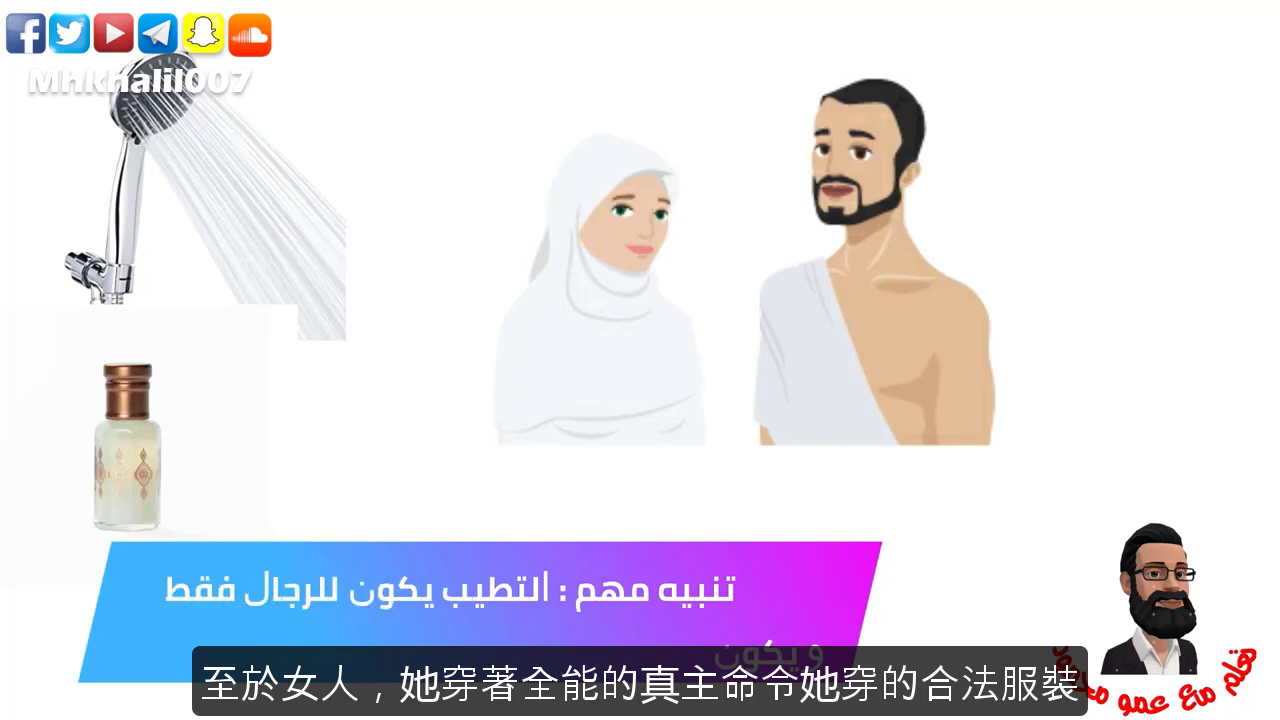 Mhkhalil007
تنبيه مهم : التطيب يكون للرجال فقط
و يكون
至於女人，她穿著全能的真主命令她穿的合法服裝
تعلم مع عمو